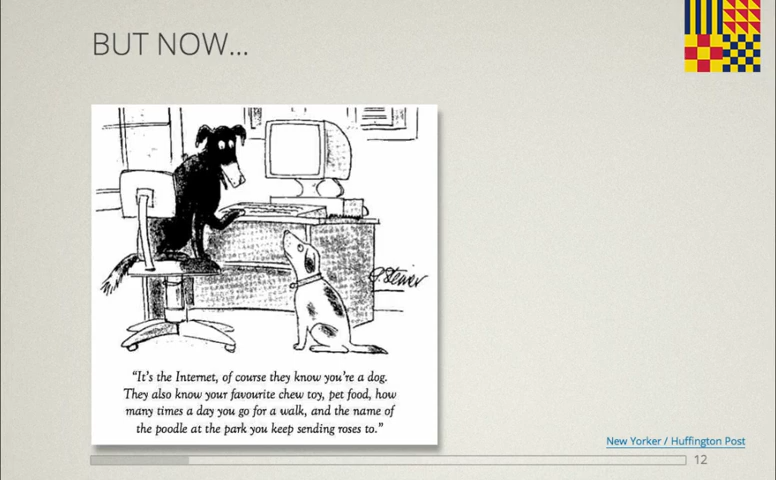 BUT NOW...
P. Steiner
“It’s the Internet, of course they know you’re a dog.
They also know your favourite chew toy, pet food, how
many times a day you go for a walk, and the name of
the poodle at the park you keep sending roses to.”
New Yorker / Huffington Post
12